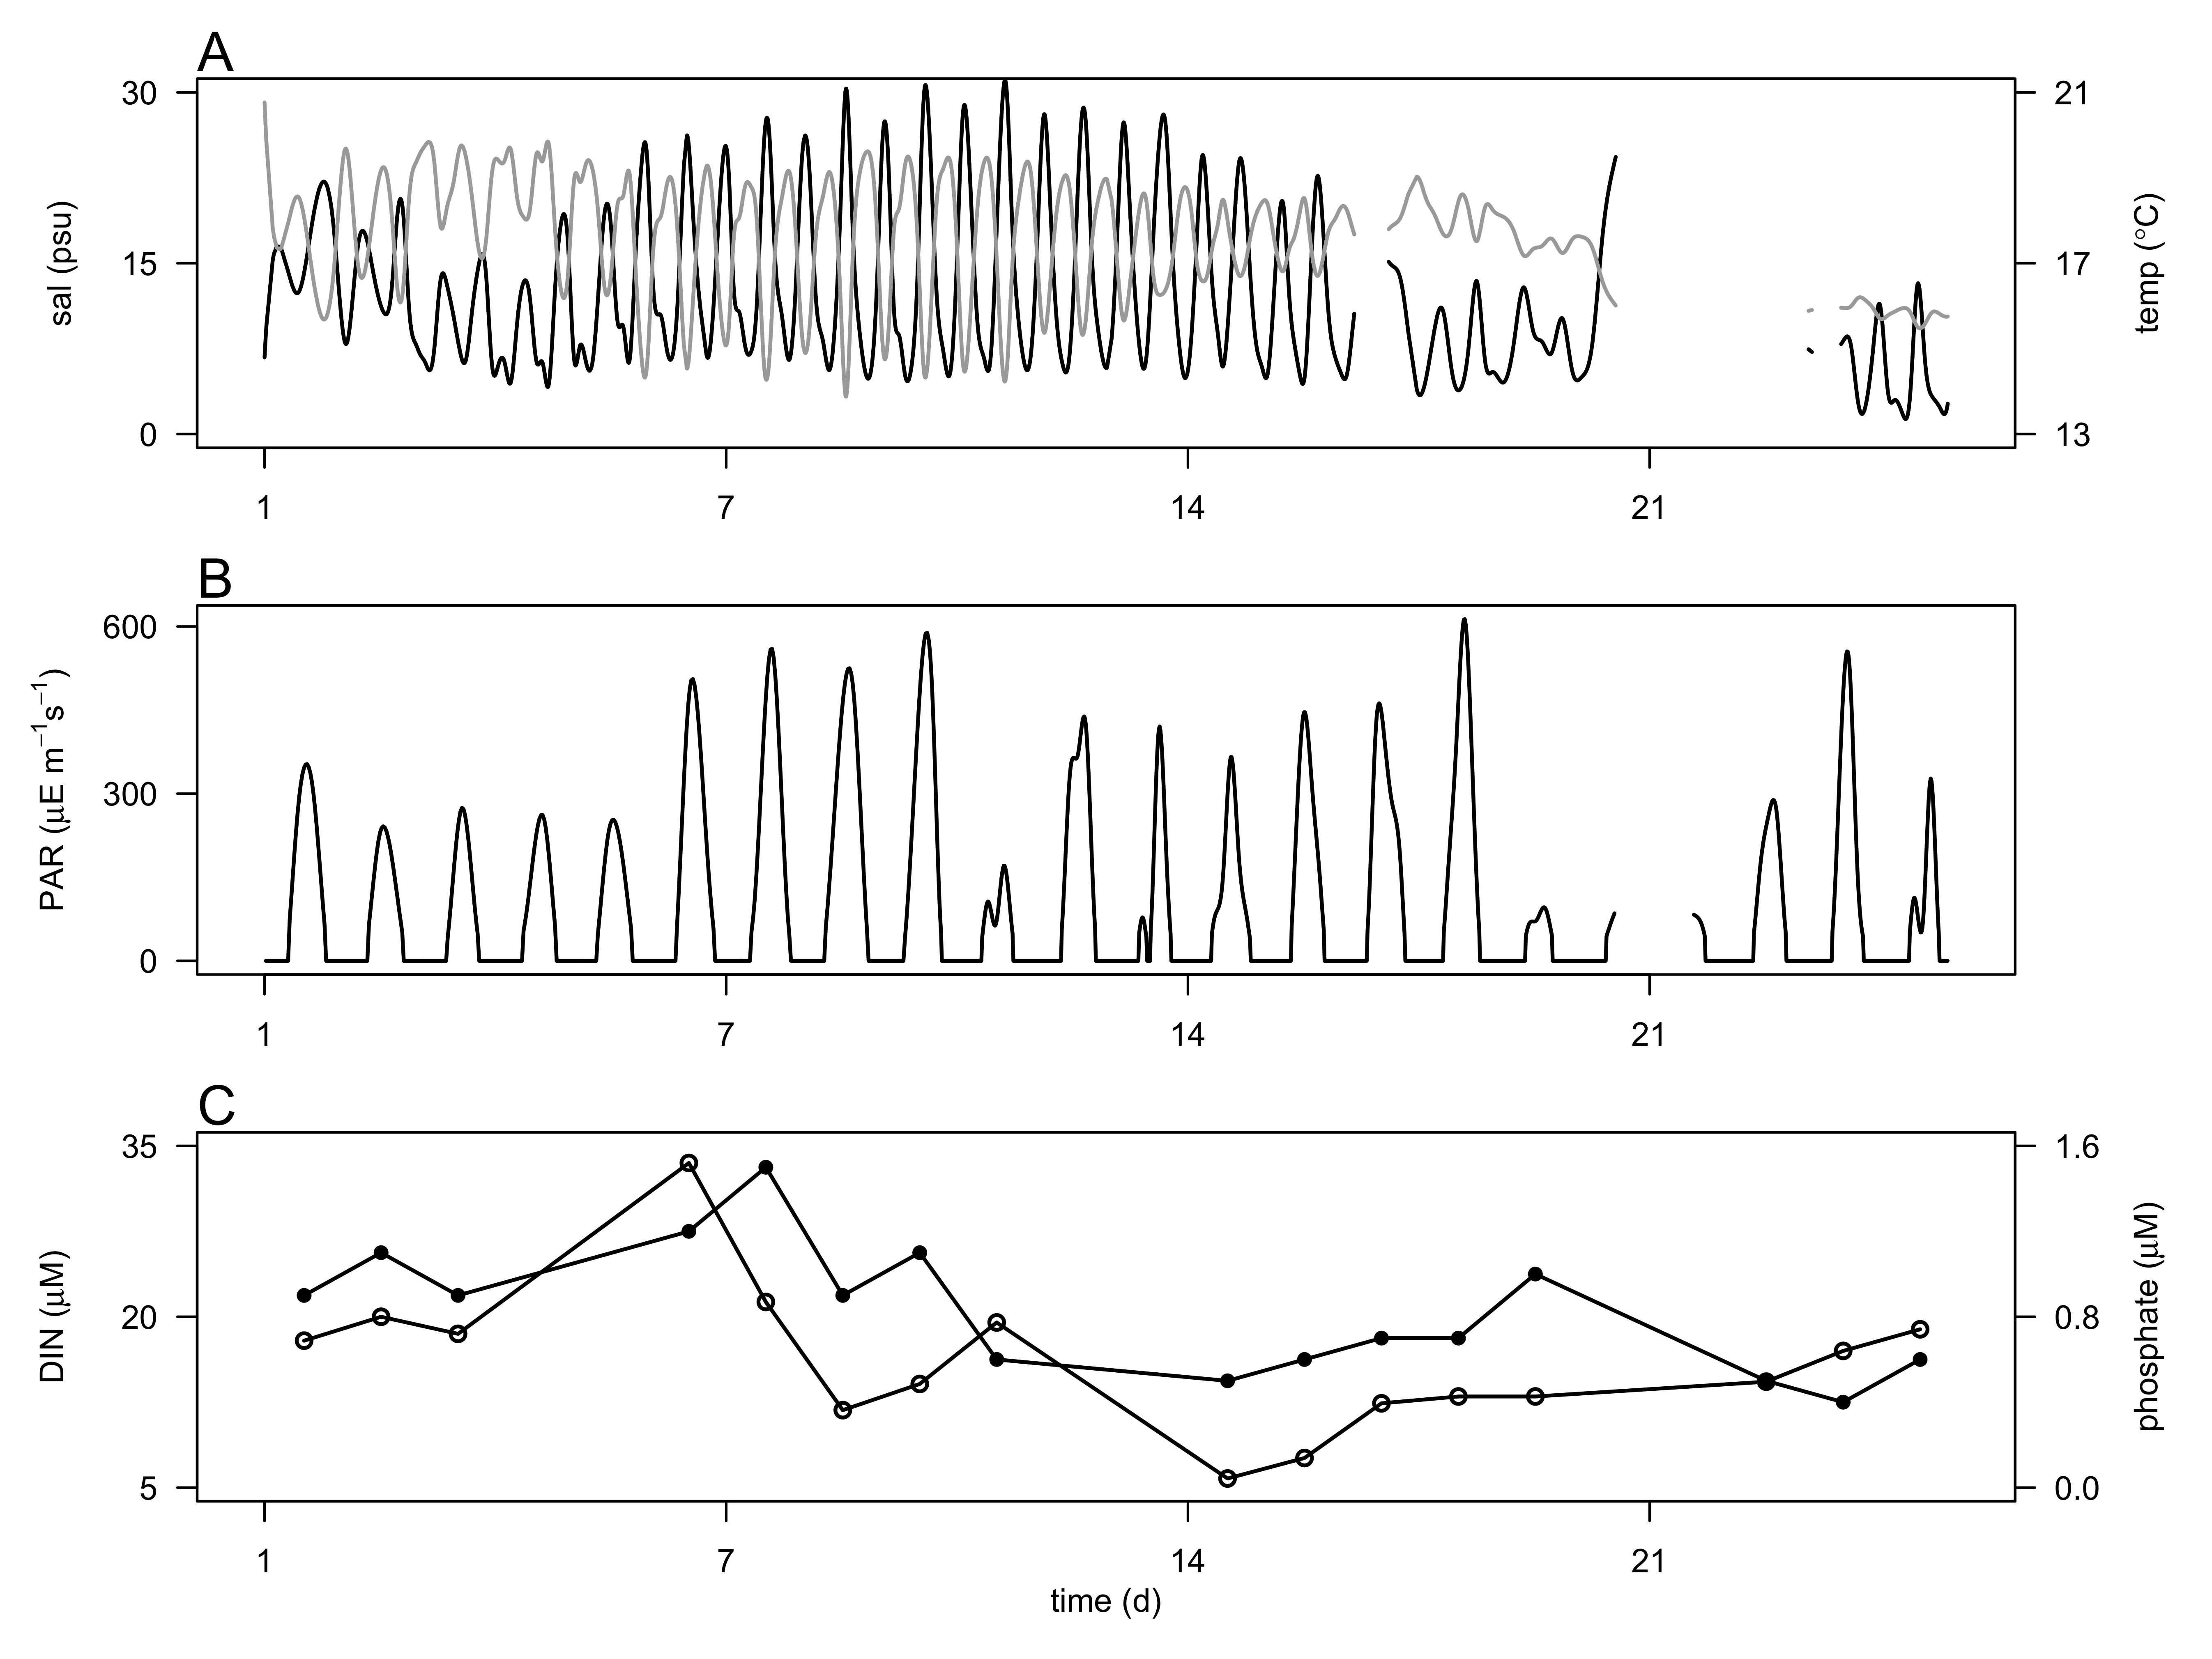 A
30
15
0
sal (psu)
21
17
13
temp (°C)
1 7 14 21
B
600
300
0
PAR (μE m⁻¹s⁻¹)
1 7 14 21
C
35
20
5
DIN (μM)
1.6
0.8
0.0
phosphate (μM)
1 7 14 21
time (d)